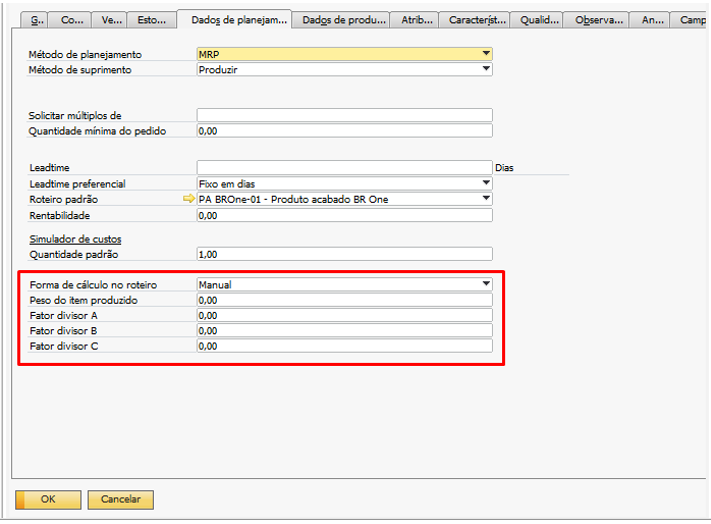 G.. Co... Ve... Esto... Dados de planejam... Dados de produ... Atrib... Característ... Qualid... Observa... An... Camp
Método de planejamento MRP
Método de suprimento Produzir
Solicitar múltiplos de
Quantidade mínima do pedido 0,00
Leadtime Dias
Leadtime preferencial Fixo em dias
Roteiro padrão PA BROne-01 - Produto acabado BR One
Rentabilidade 0,00
Simulador de custos
Quantidade padrão 1,00
Forma de cálculo no roteiro Manual
Peso do item produzido 0,00
Fator divisor A 0,00
Fator divisor B 0,00
Fator divisor C 0,00
OK Cancelar